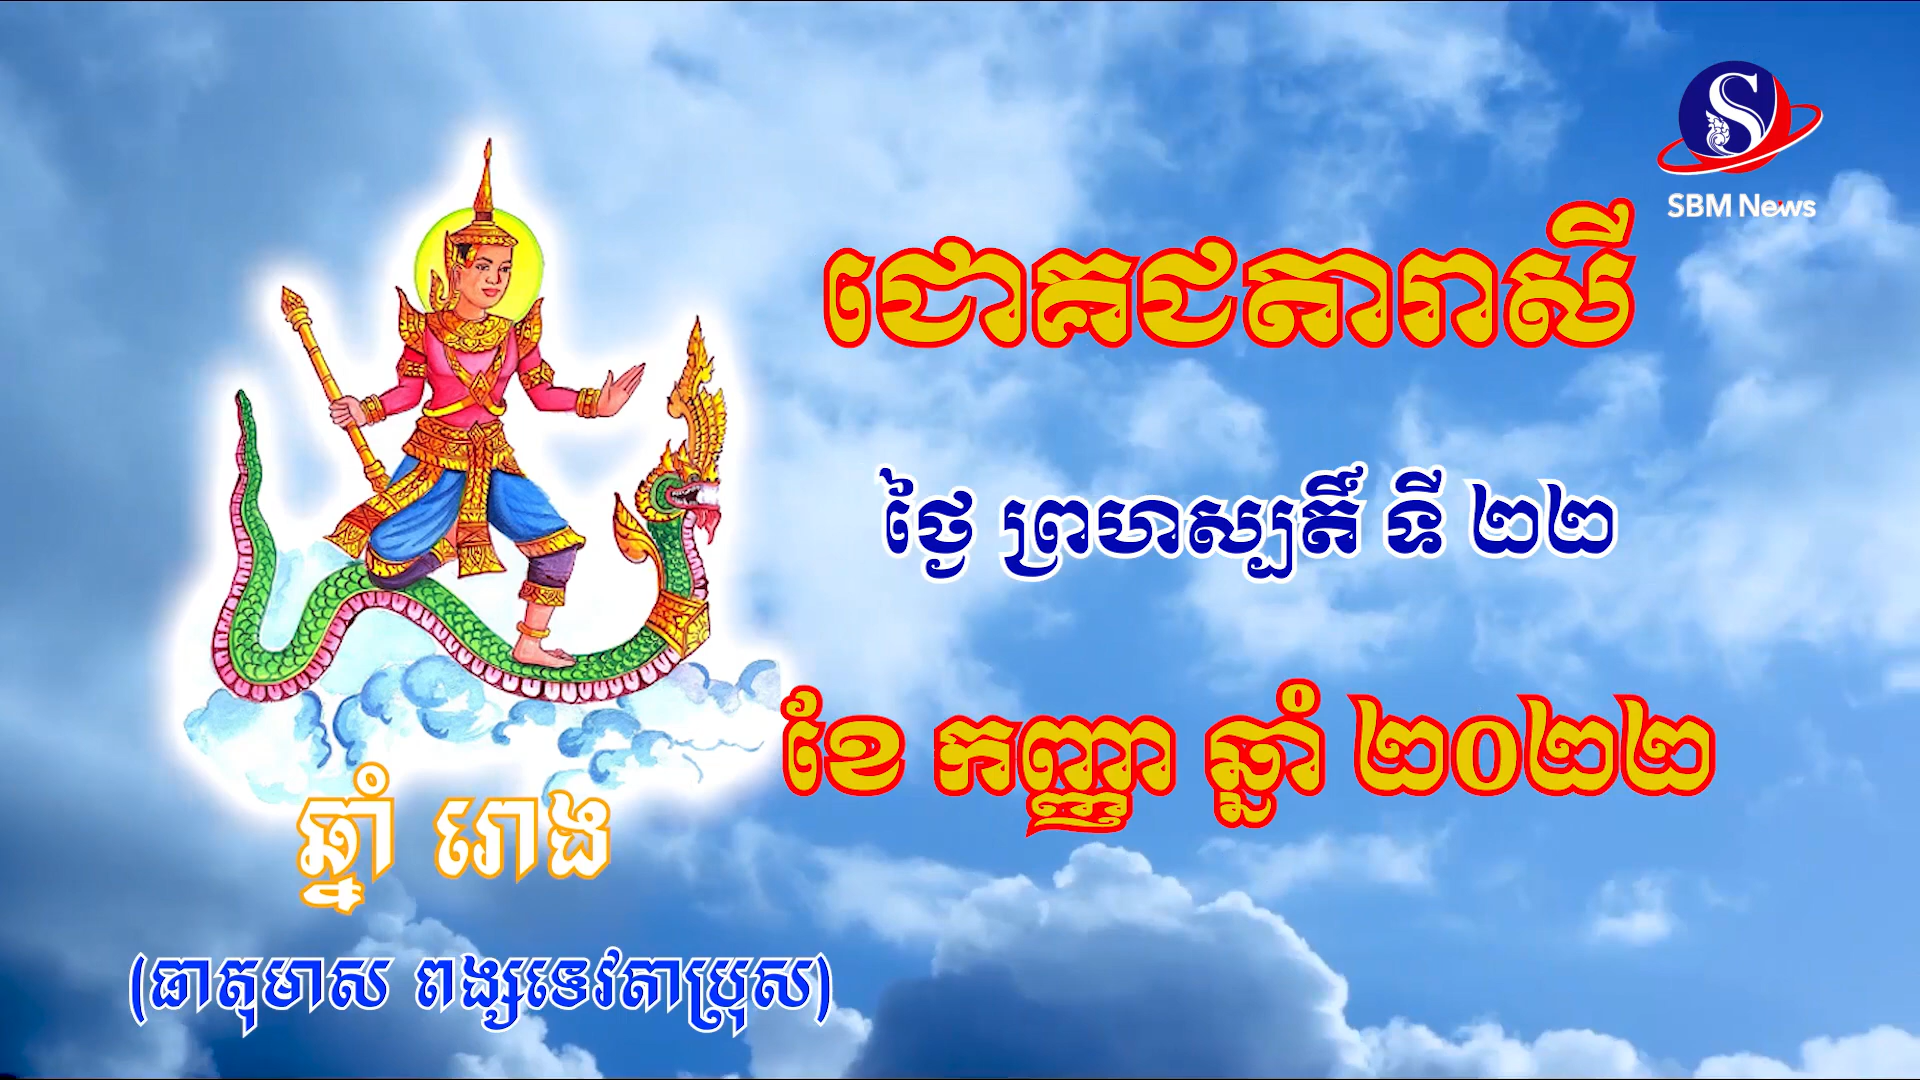 SBM News
ជោគជតារាសី
ថ្ងៃ ព្រហស្បតិ៍ ទី ២២
ខែ កញ្ញា ឆ្នាំ ២០២២
ឆ្នាំ រោង
(ធាតុមាស ពង្សទេវតាប្រុស)